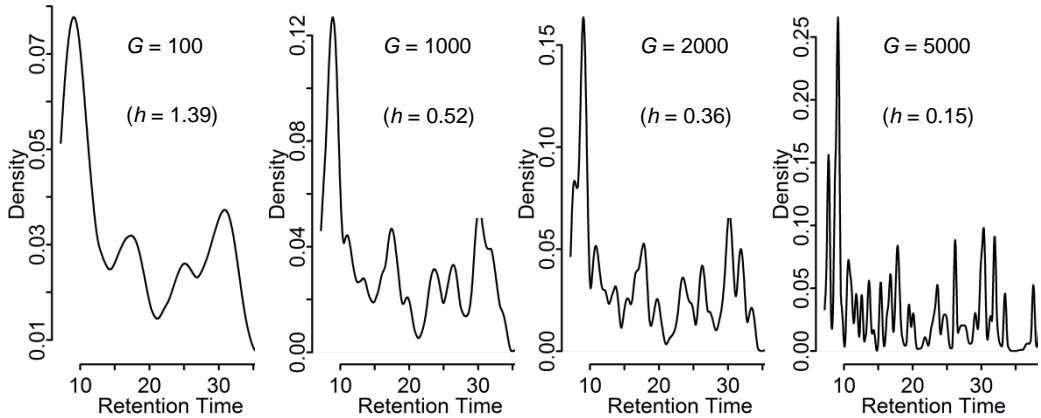 G = 100
(h = 1.39)
Density
0.01
0.03
0.05
0.07
10
20
30
Retention Time
G = 1000
(h = 0.52)
Density
0.00
0.04
0.08
0.12
10
20
30
Retention Time
G = 2000
(h = 0.36)
Density
0.00
0.05
0.10
0.15
10
20
30
Retention Time
G = 5000
(h = 0.15)
Density
0.00
0.05
0.10
0.15
0.20
0.25
10
20
30
Retention Time